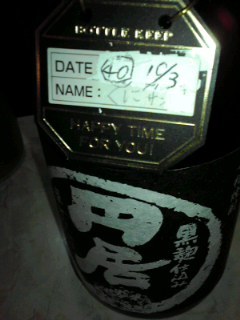 BOTTLE KEEP
DATE 40 10/3
NAME:
HAPPY TIME
FOR YOU!
黒麹仕込